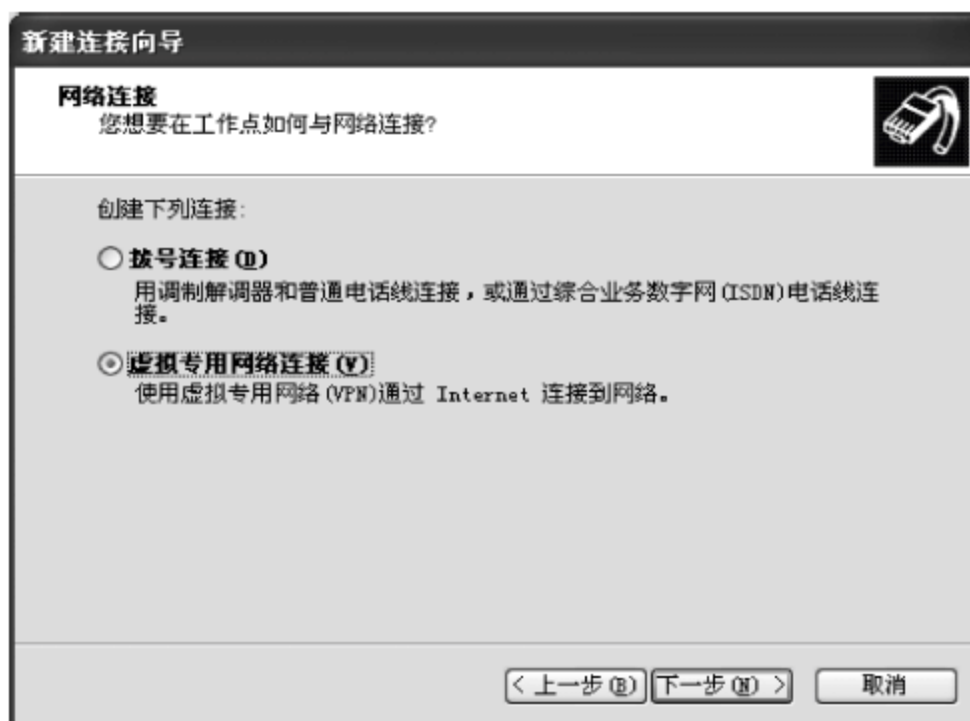 新建连接向导
网络连接
您想要在工作点如何与网络连接?
创建下列连接:
拨号连接(D)
用调制解调器和普通电话线连接，或通过综合业务数字网(ISDN)电话线连
接。
虚拟专用网络连接(V)
使用虚拟专用网络(VPN)通过 Internet 连接到网络。
< 上一步(B) 下一步(N) > 取消